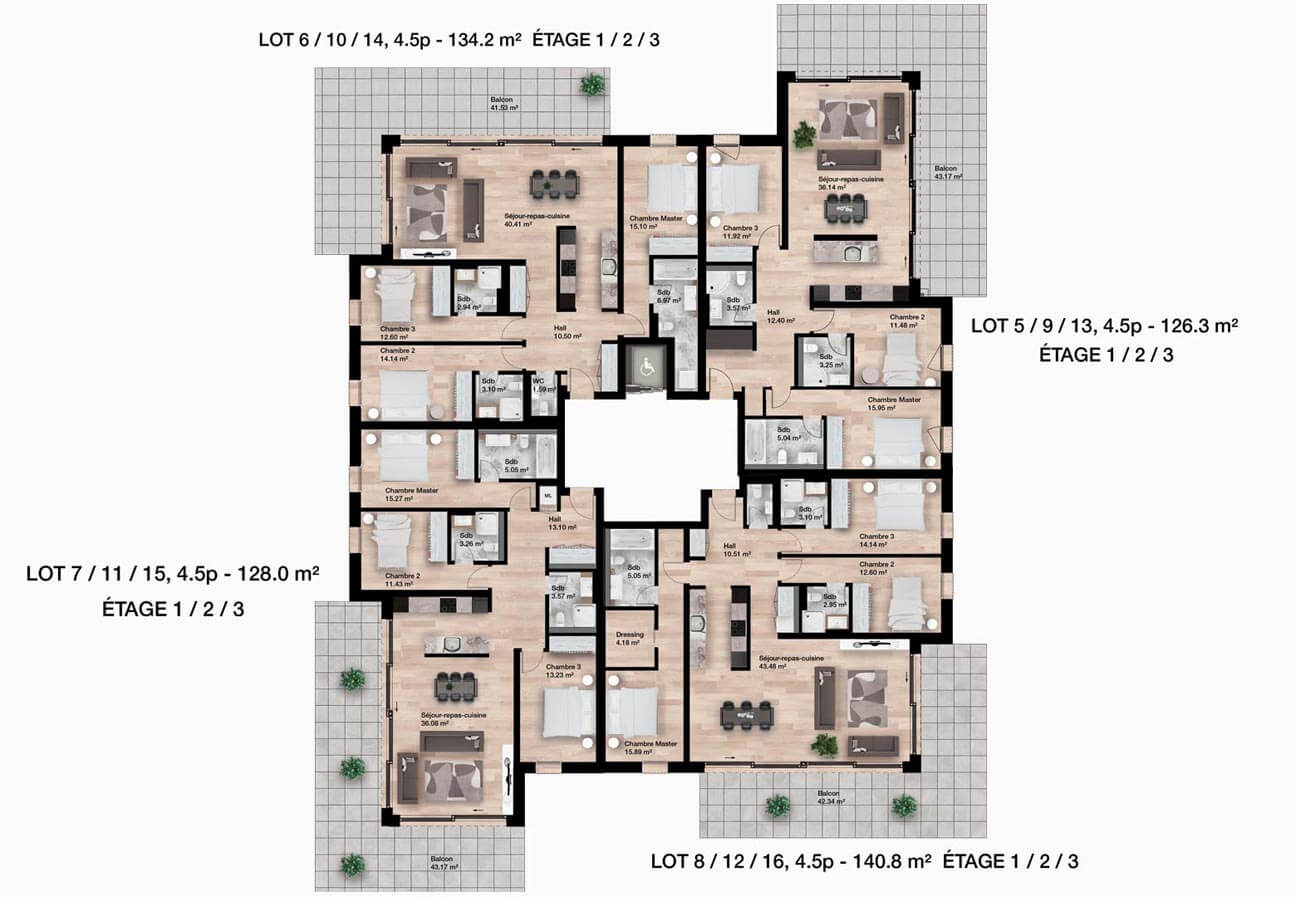 LOT 6 / 10 / 14, 4.5p - 134.2 m² ÉTAGE 1 / 2 / 3
Balcon
41.53 m²
Séjour-repas-cuisine
40.41 m²
Chambre Master
15.10 m²
Sdb
6.97 m²
Chambre 3
12.60 m²
Sdb
2.94 m²
Hall
10.50 m²
Chambre 2
14.14 m²
Sdb
3.10 m²
WC
1.59 m²
Balcon
43.17 m²
Séjour-repas-cuisine
36.14 m²
Chambre 3
11.92 m²
Sdb
3.57 m²
Hall
12.40 m²
Chambre 2
11.48 m²
Sdb
3.25 m²
Chambre Master
15.95 m²
Sdb
5.04 m²
LOT 5 / 9 / 13, 4.5p - 126.3 m²
ÉTAGE 1 / 2 / 3
Chambre Master
15.27 m²
Sdb
5.05 m²
ML
Hall
13.10 m²
Chambre 2
11.43 m²
Sdb
3.26 m²
Sdb
3.57 m²
Chambre 3
13.23 m²
Séjour-repas-cuisine
36.08 m²
Balcon
43.17 m²
LOT 7 / 11 / 15, 4.5p - 128.0 m²
ÉTAGE 1 / 2 / 3
Hall
10.51 m²
Sdb
3.10 m²
Chambre 3
14.14 m²
Chambre 2
12.60 m²
Sdb
2.95 m²
Sdb
5.05 m²
Dressing
4.18 m²
Chambre Master
15.89 m²
Séjour-repas-cuisine
43.48 m²
Balcon
42.34 m²
LOT 8 / 12 / 16, 4.5p - 140.8 m² ÉTAGE 1 / 2 / 3